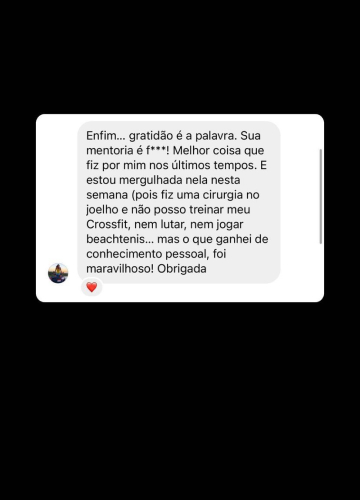 Enfim... gratidão é a palavra. Sua
mentoria é f***! Melhor coisa que
fiz por mim nos últimos tempos. E
estou mergulhada nela nesta
semana (pois fiz uma cirurgia no
joelho e não posso treinar meu
Crossfit, nem lutar, nem jogar
beachtenis... mas o que ganhei de
conhecimento pessoal, foi
maravilhoso! Obrigada